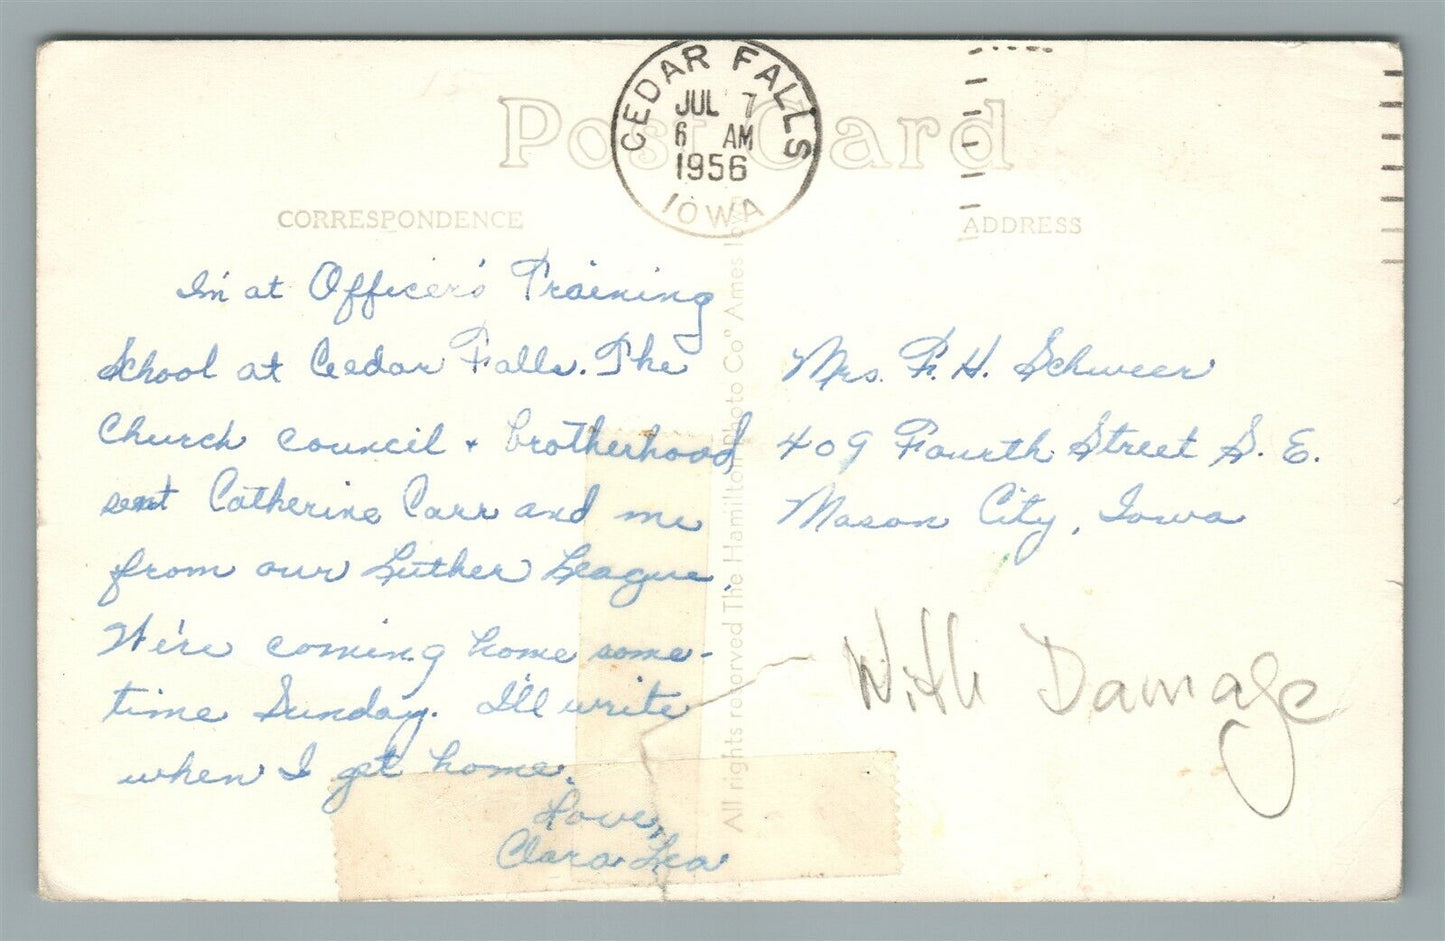 CEDAR FALLS
JUL 7
6 AM
1956
IOWA
Post Card
CORRESPONDENCE
ADDRESS
I'm at Officer's Training
School at Cedar Falls. The
Church council + brotherhood
sent Catherine Carr and me
from our Luther League.
We're coming home some-
time Sunday. I'll write
when I get home.
Love,
Clara Lea
All rights reserved The Hamilton Photo Co" Ames Iowa
Mrs. F. H. Schweer
409 Fourth Street S. E.
Mason City, Iowa
With Damage